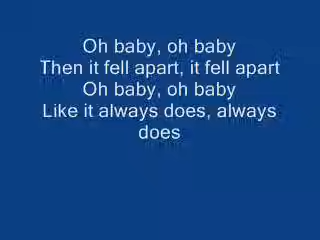 Oh baby, oh baby
Then it fell apart, it fell apart
Oh baby, oh baby
Like it always does, always
does